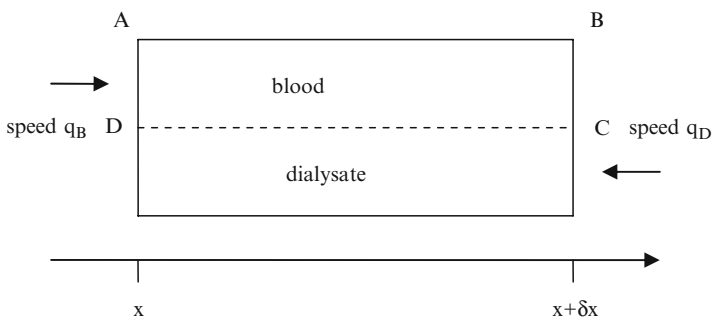 A B
blood
speed q_B D C speed q_D
dialysate
x x+δx